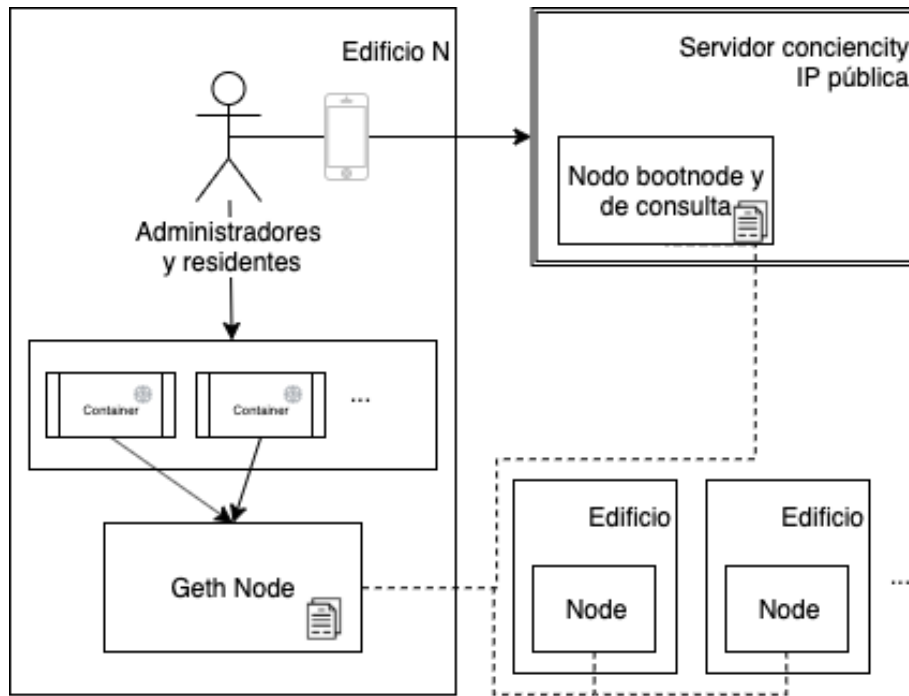 Edificio N
Servidor conciencity
IP pública
Nodo bootnode y
de consulta
Administradores
y residentes
Container
Container
...
Geth Node
Edificio
Edificio
Node
Node
...